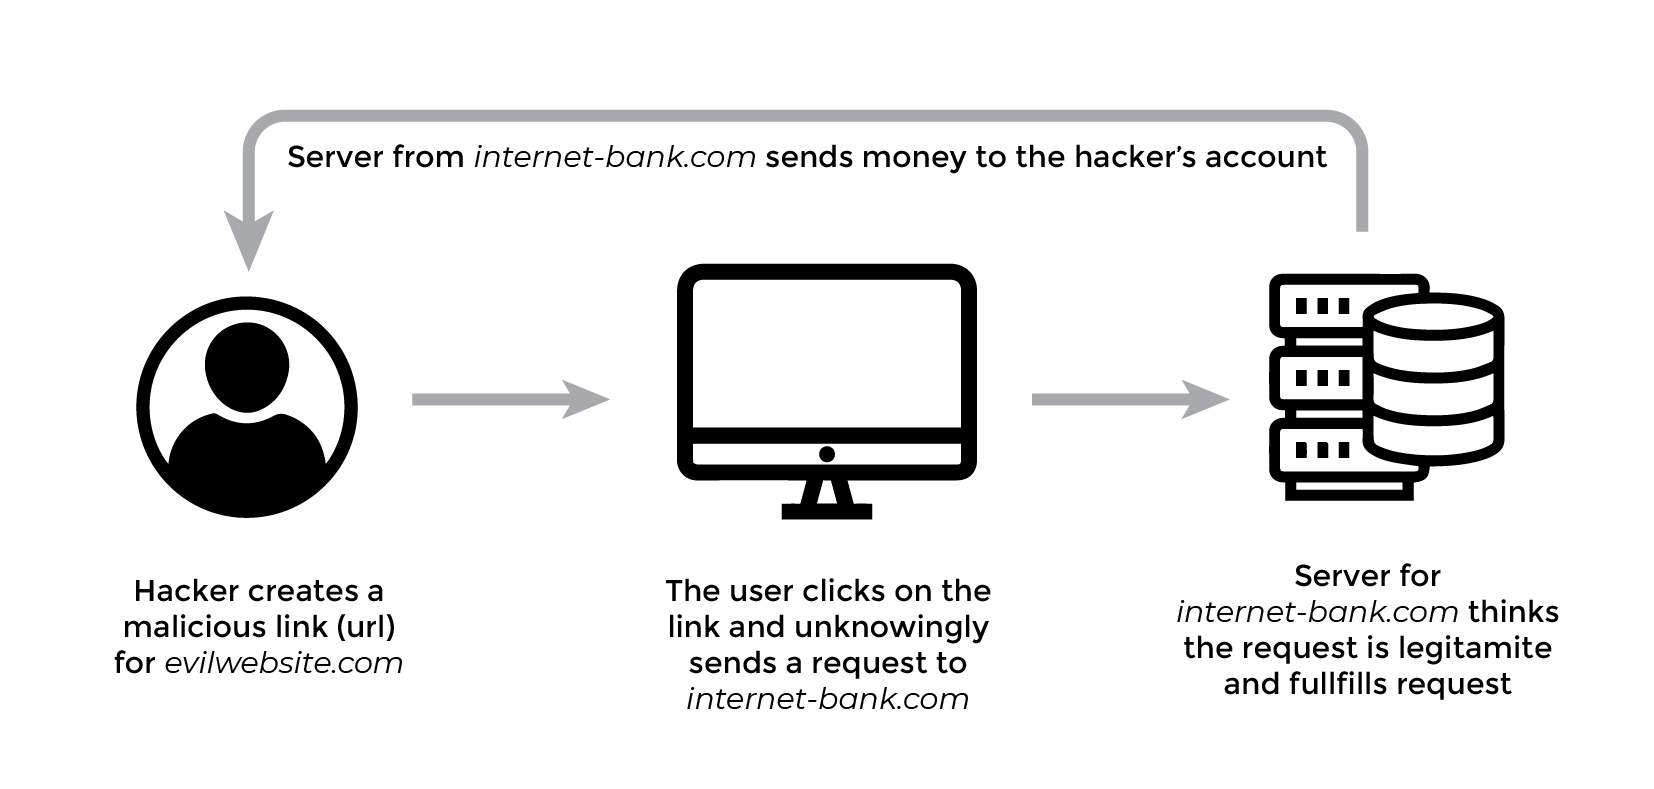 Server from internet-bank.com sends money to the hacker's account
Hacker creates a
malicious link (url)
for evilwebsite.com
The user clicks on the
link and unknowingly
sends a request to
internet-bank.com
Server for
internet-bank.com thinks
the request is legitamite
and fullfills request